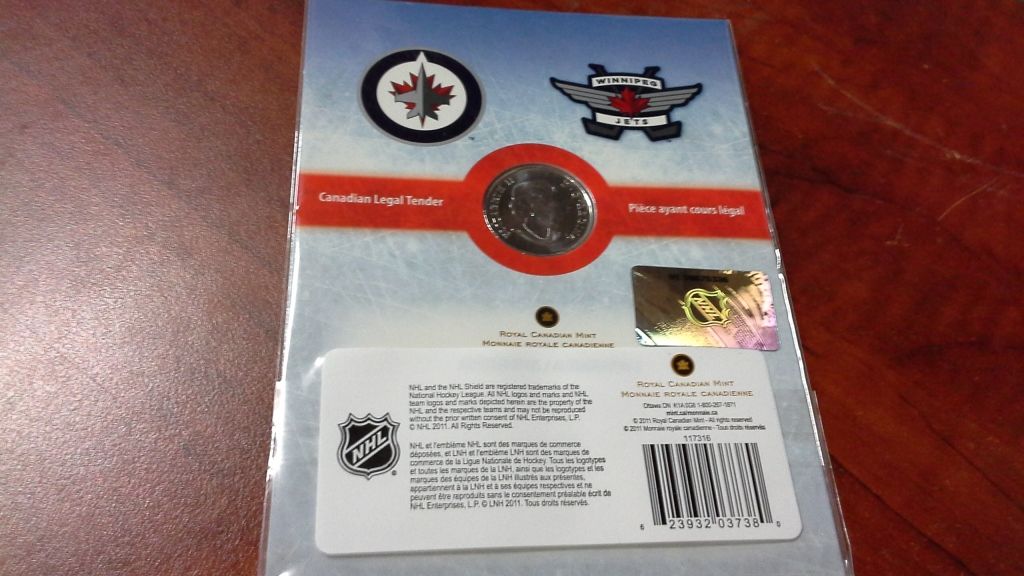 WINNIPEG
JETS
Canadian Legal Tender
Pièce ayant cours légal
NHL
ROYAL CANADIAN MINT
MONNAIE ROYALE CANADIENNE
NHL
NHL and the NHL Shield are registered trademarks of the
National Hockey League. All NHL logos and marks and NHL
team logos and marks depicted herein are the property of the
NHL and the respective teams and may not be reproduced
without the prior written consent of NHL Enterprises, L.P.
© NHL 2011. All Rights Reserved.
NHL et l'emblème NHL sont des marques de commerce
déposées, et LNH et l'emblème LNH sont des marques de
commerce de la Ligue Nationale de Hockey. Tous les logotypes
et toutes les marques de la LNH, ainsi que les logotypes et les
marques des équipes de la LNH illustrés aux présentes,
appartiennent à la LNH et à ses équipes respectives et ne
peuvent être reproduits sans le consentement préalable écrit de
NHL Enterprises, L.P. © LNH 2011. Tous droits réservés.
ROYAL CANADIAN MINT
MONNAIE ROYALE CANADIENNE
Ottawa ON K1A 0G8 1-800-267-1871
mint.ca/monnaie.ca
© 2011 Royal Canadian Mint - All rights reserved
© 2011 Monnaie royale canadienne - Tous droits réservés
117316
6 23932 03738 0